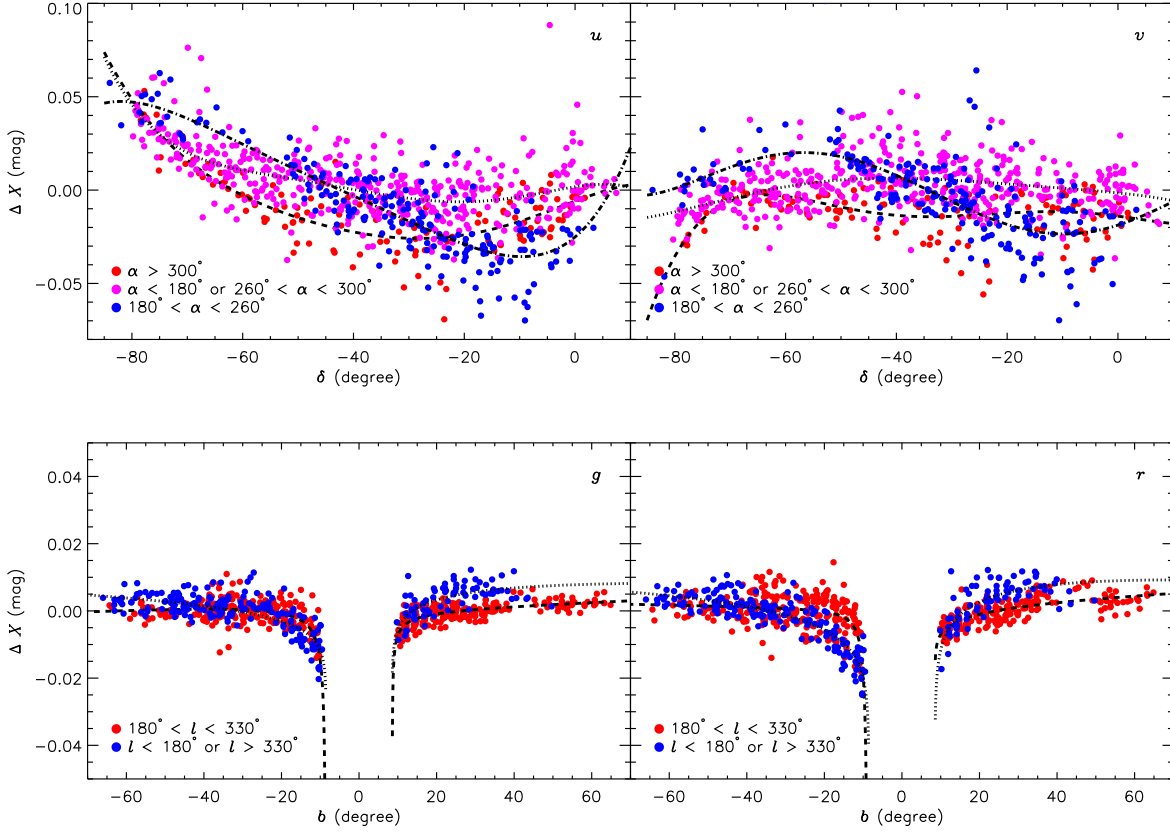 0.10
0.05
0.00
−0.05
Δ X (mag)
u
α > 300°
α < 180° or 260° < α < 300°
180° < α < 260°
−80
−60
−40
−20
0
δ (degree)
v
α > 300°
α < 180° or 260° < α < 300°
180° < α < 260°
−80
−60
−40
−20
0
δ (degree)
0.04
0.02
0.00
−0.02
−0.04
Δ X (mag)
g
180° < l < 330°
l < 180° or l > 330°
−60
−40
−20
0
20
40
60
b (degree)
r
180° < l < 330°
l < 180° or l > 330°
−60
−40
−20
0
20
40
60
b (degree)